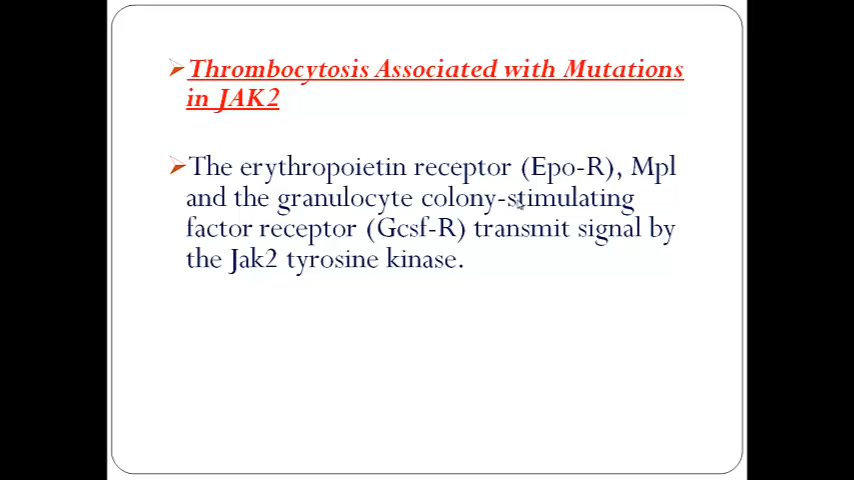 Thrombocytosis Associated with Mutations
in JAK2
The erythropoietin receptor (Epo-R), Mpl
and the granulocyte colony-stimulating
factor receptor (Gcsf-R) transmit signal by
the Jak2 tyrosine kinase.